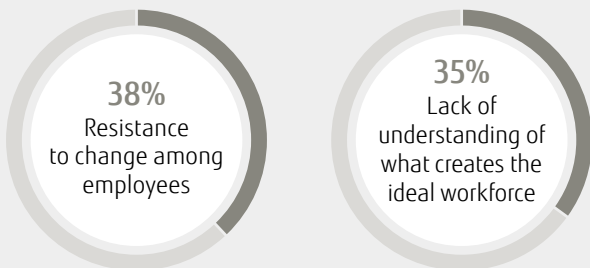 38%
Resistance
to change among
employees
35%
Lack of
understanding of
what creates the
ideal workforce